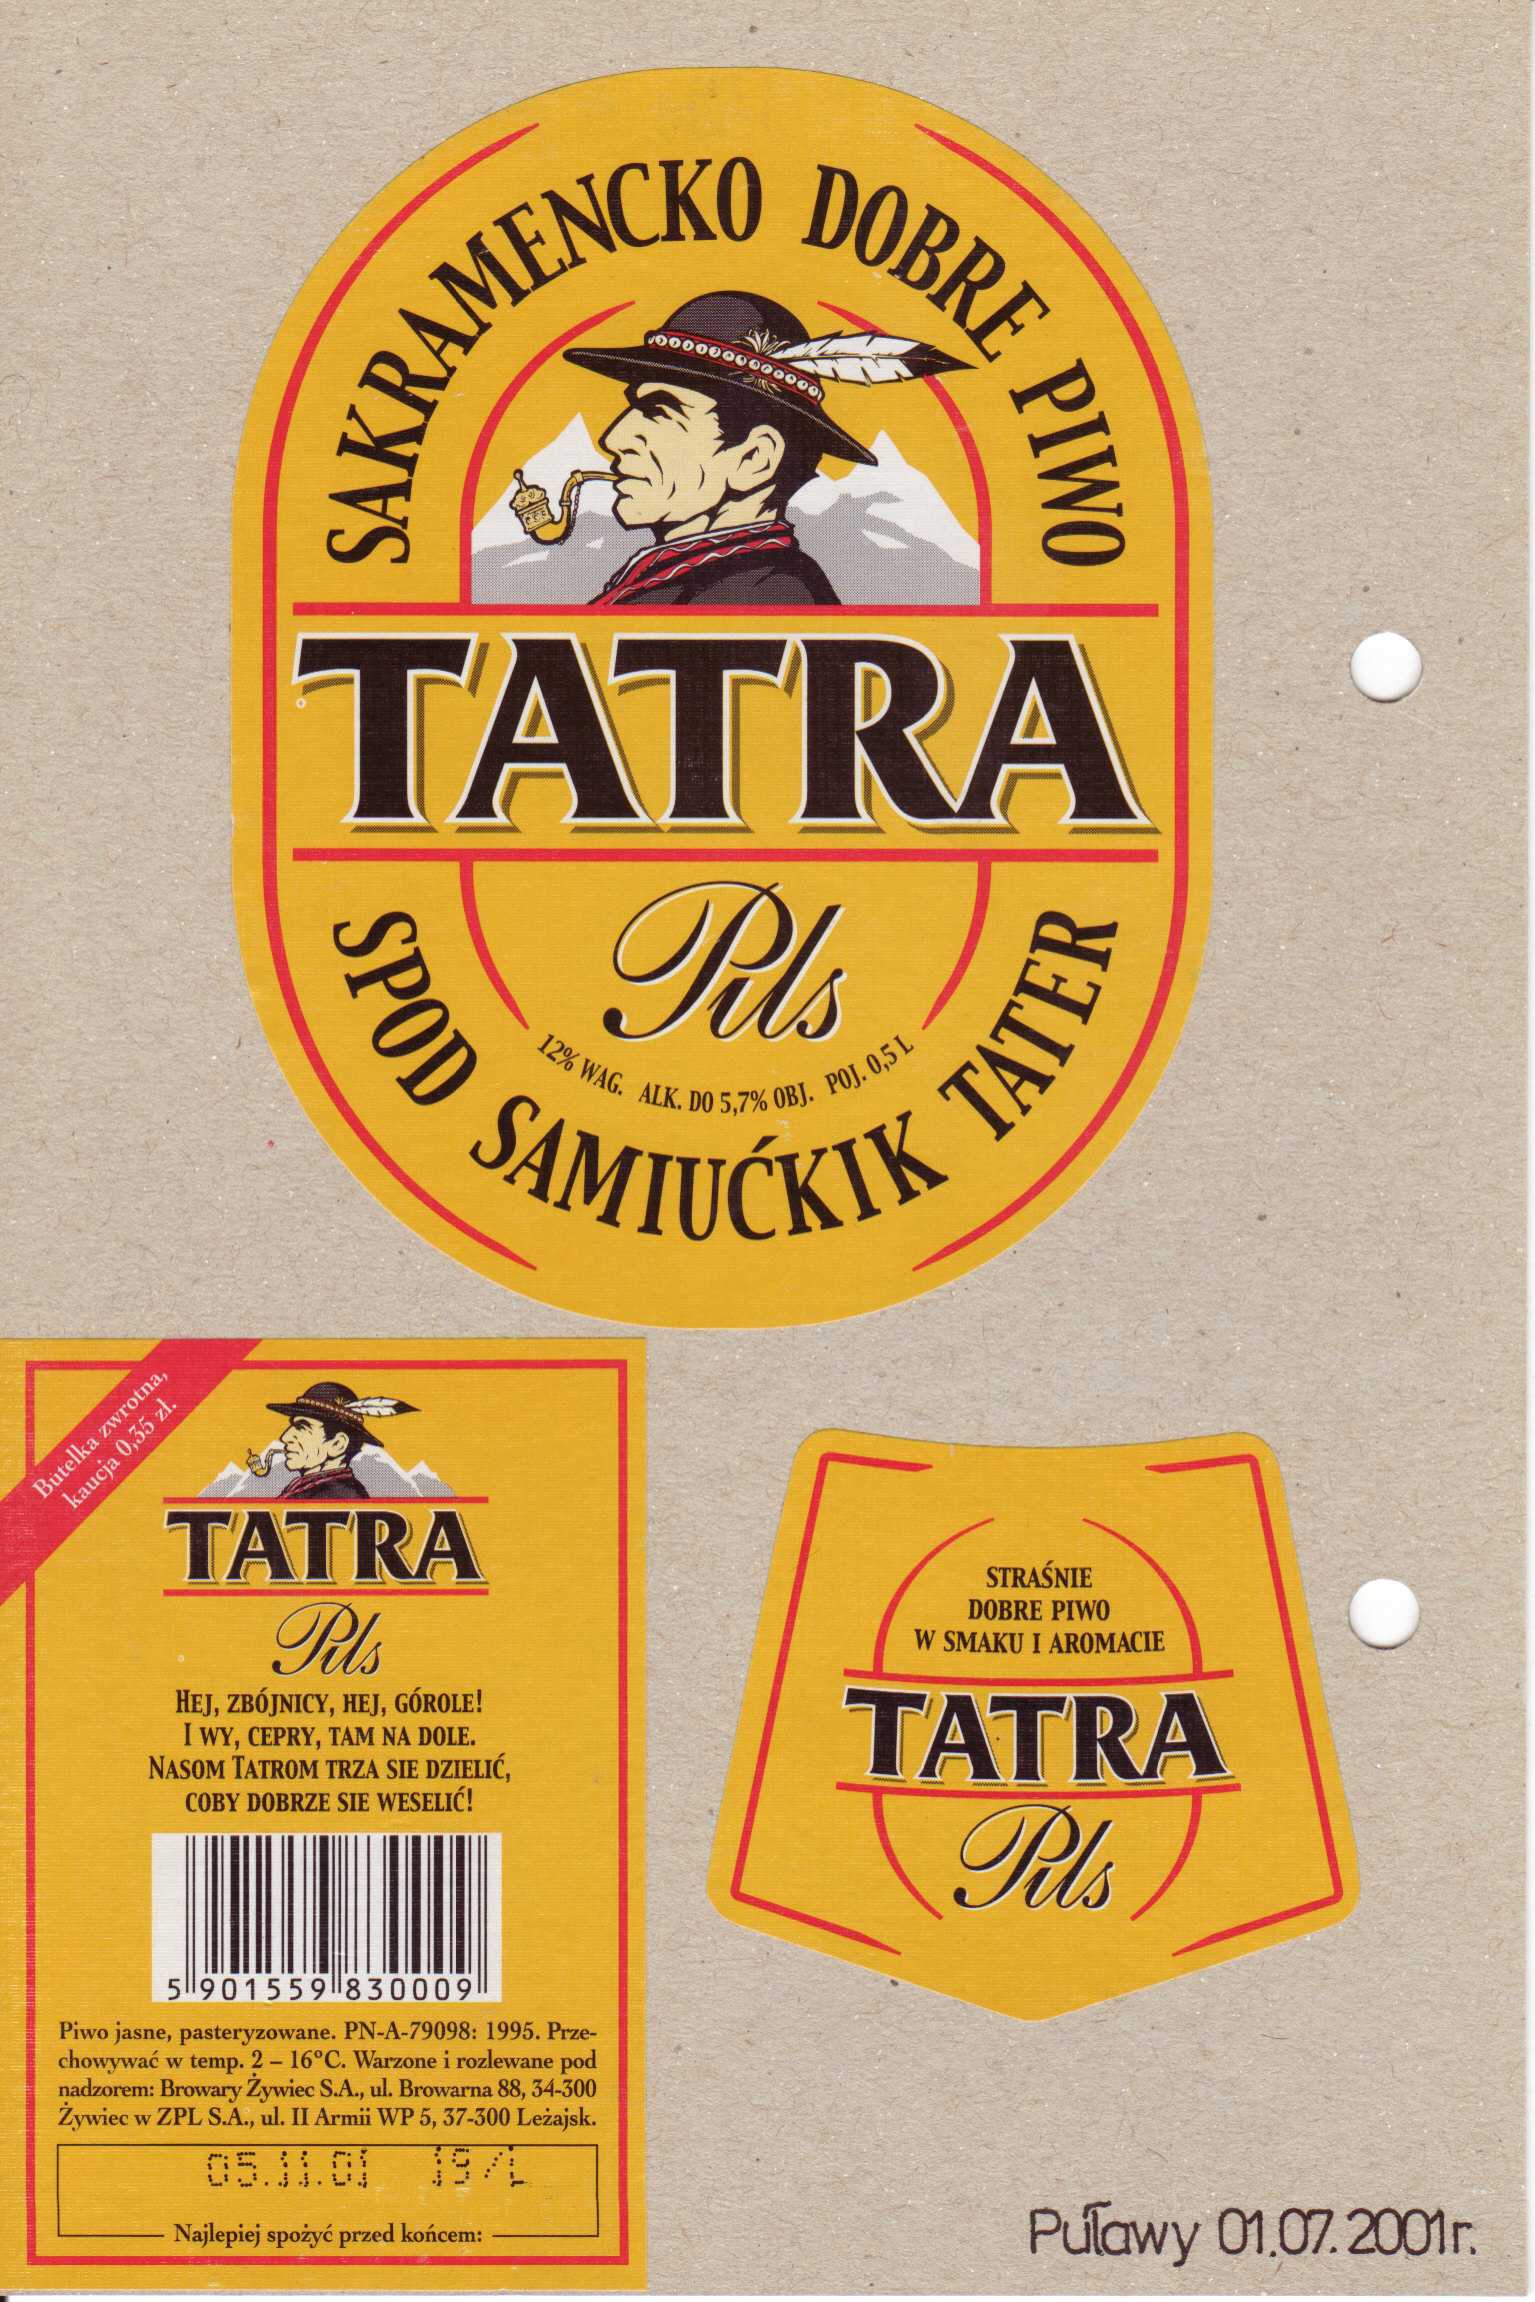 SAKRAMENCKO DOBRE PIWO
TATRA
Pils
12% WAG. ALK. DO 5,7% OBJ. POJ. 0,5 L
SPOD SAMIUĆKIK TATER
Butelka zwrotna,
kaucja 0,35 zł.
TATRA
Pils
HEJ, ZBÓJNICY, HEJ, GÓROLE!
I WY, CEPRY, TAM NA DOLE.
NASOM TATROM TRZA SIE DZIELIĆ,
COBY DOBRZE SIE WESELIĆ!
5 901559 830009
Piwo jasne, pasteryzowane. PN-A-79098: 1995. Prze-
chowywać w temp. 2 – 16°C. Warzone i rozlewane pod
nadzorem: Browary Żywiec S.A., ul. Browarna 88, 34-300
Żywiec w ZPL S.A., ul. II Armii WP 5, 37-300 Leżajsk.
05.11.01 19/L
Najlepiej spożyć przed końcem:
STRAŚNIE
DOBRE PIWO
W SMAKU I AROMACIE
TATRA
Pils
Puławy 01.07.2001r.